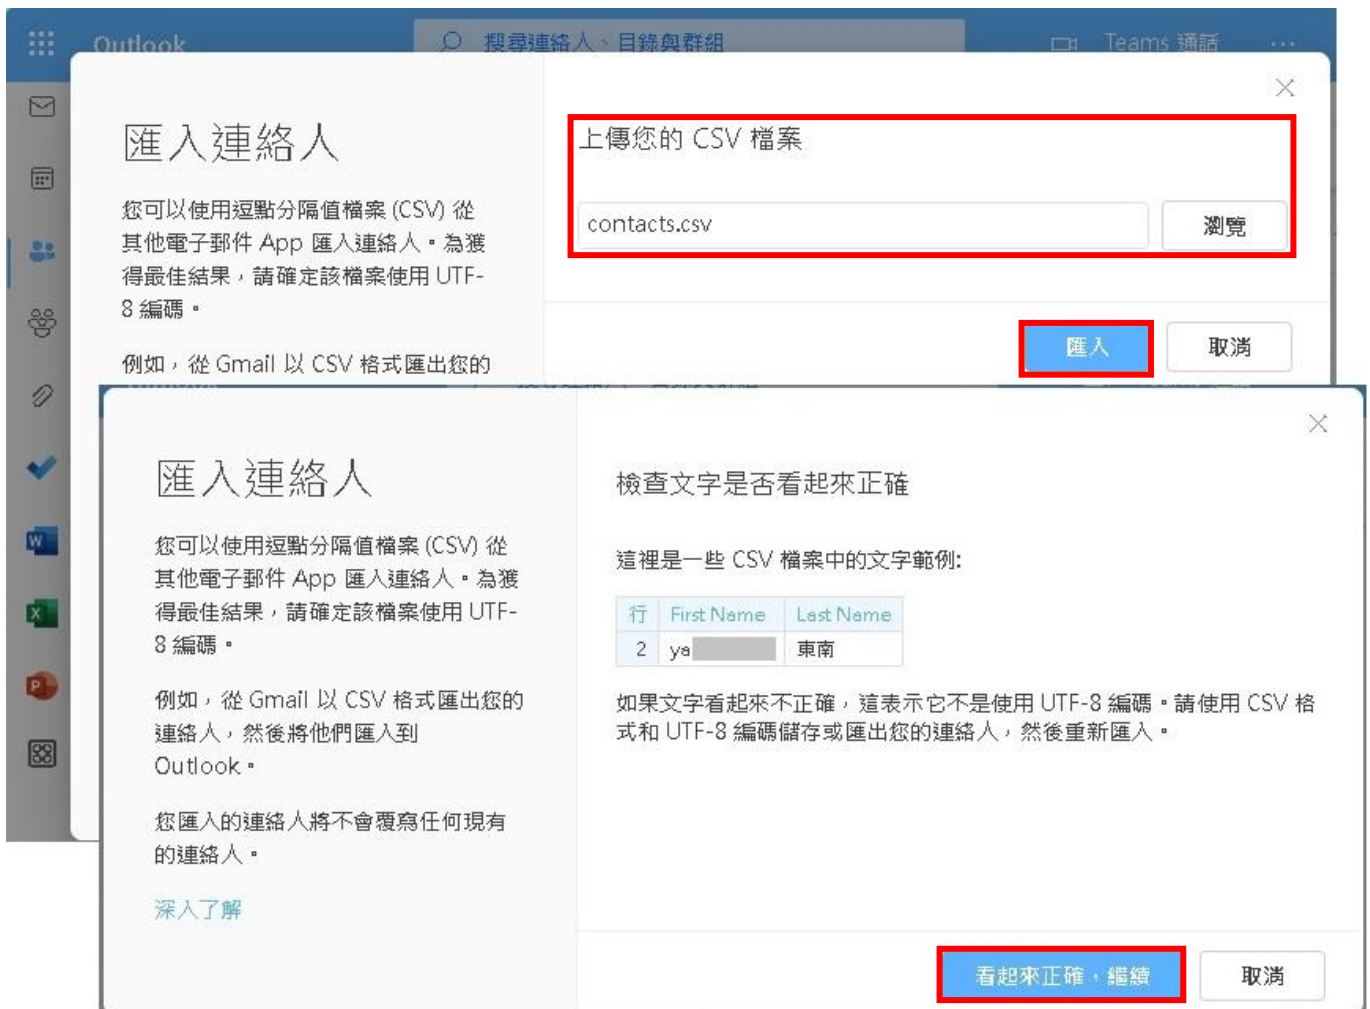 Outlook
搜尋連絡人、目錄與群組
Teams 通話
匯入連絡人
您可以使用逗點分隔值檔案 (CSV) 從
其他電子郵件 App 匯入連絡人。為獲
得最佳結果，請確定該檔案使用 UTF-
8 編碼。
例如，從 Gmail 以 CSV 格式匯出您的
上傳您的 CSV 檔案
contacts.csv
瀏覽
匯入
取消
匯入連絡人
您可以使用逗點分隔值檔案 (CSV) 從
其他電子郵件 App 匯入連絡人。為獲
得最佳結果，請確定該檔案使用 UTF-
8 編碼。
例如，從 Gmail 以 CSV 格式匯出您的
連絡人，然後將他們匯入到
Outlook。
您匯入的連絡人將不會覆寫任何現有
的連絡人。
深入了解
檢查文字是否看起來正確
這裡是一些 CSV 檔案中的文字範例:
行 First Name Last Name
2 ya 東南
如果文字看起來不正確，這表示它不是使用 UTF-8 編碼。請使用 CSV 格
式和 UTF-8 編碼儲存或匯出您的連絡人，然後重新匯入。
看起來正確，繼續
取消